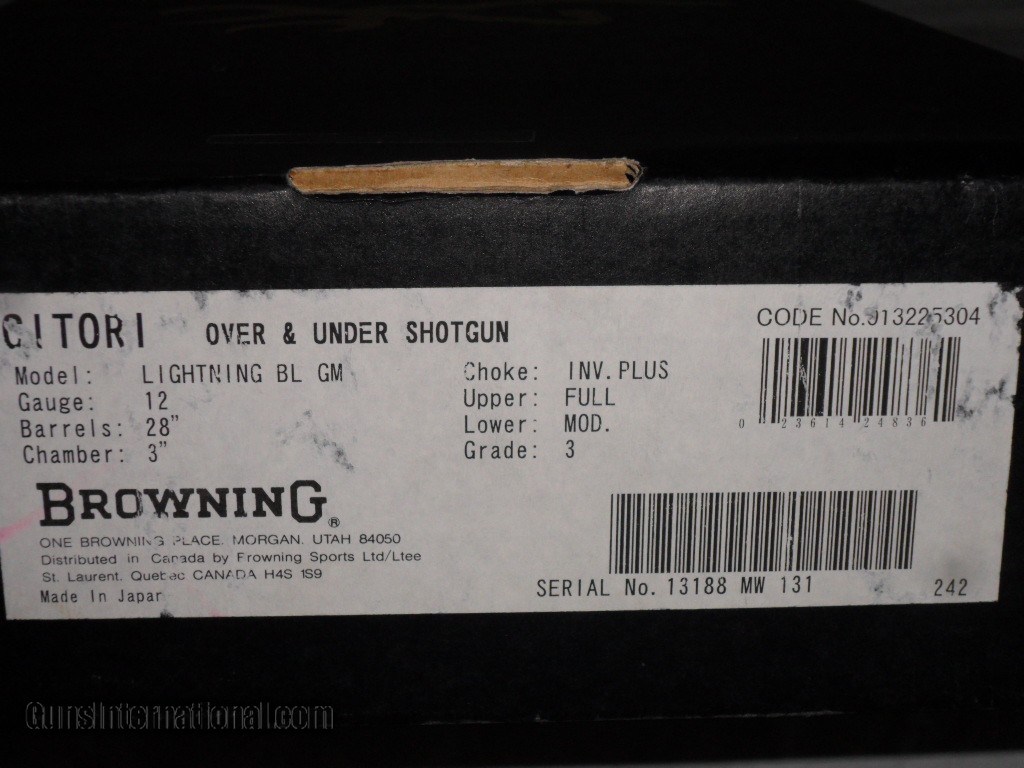 CITORI OVER & UNDER SHOTGUN
CODE No. 013225304
Model: LIGHTNING BL GM
Gauge: 12
Barrels: 28"
Chamber: 3"
Choke: INV. PLUS
Upper: FULL
Lower: MOD.
Grade: 3
0 23614 24836
BROWNING®
ONE BROWNING PLACE. MORGAN. UTAH 84050
Distributed in Canada by Browning Sports Ltd/Ltee
St. Laurent. Quebec CANADA H4S 1S9
Made In Japan
SERIAL No. 13188 MW 131
242
GunsInternational.com